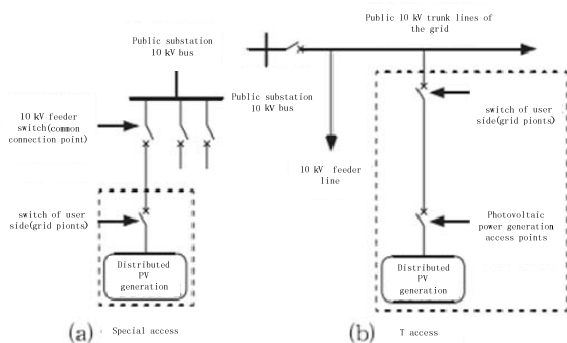 Public substation
10 kV bus
Public substation
10 kV bus
10 kV feeder
switch(common
connection point)
switch of user
side(grid pionts)
Distributed
PV
generation
(a) · Special access
Public 10 kV trunk lines of
the grid
10 kV feeder
line
switch of user
side(grid pionts)
Photovoltaic
power generation
access points
Distributed
PV
generation
(b) T access